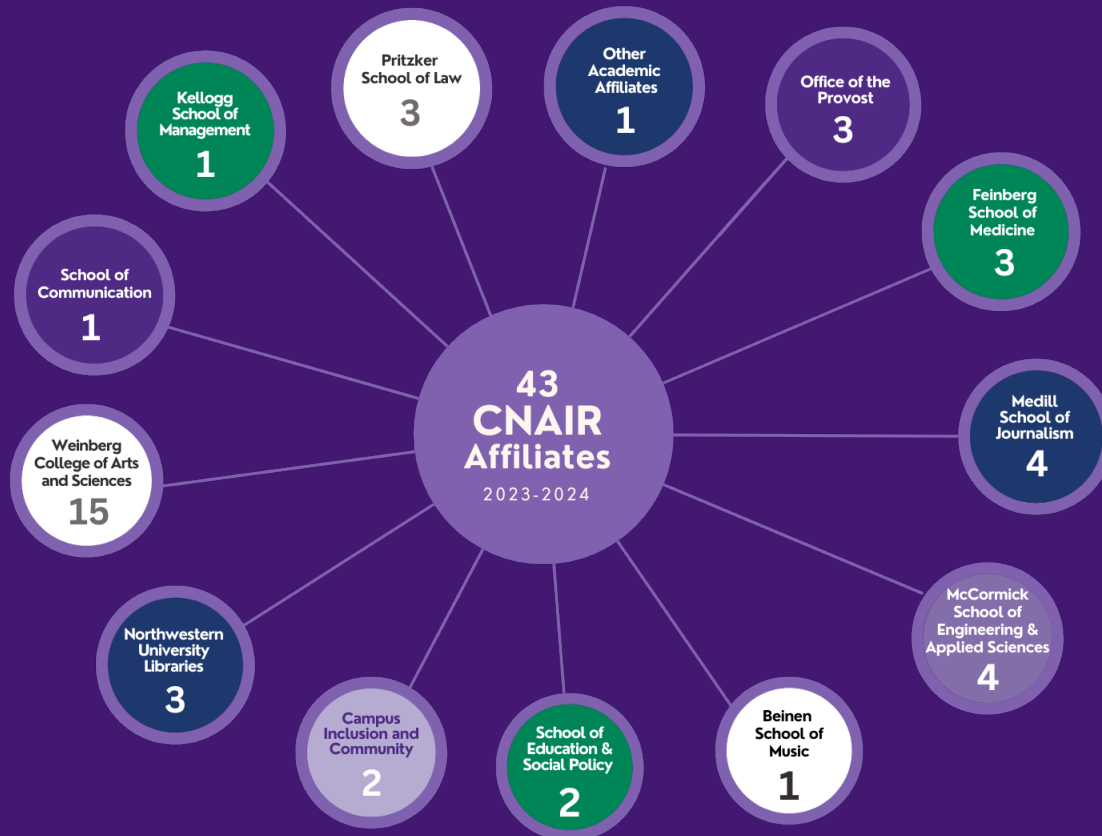 43
CNAIR
Affiliates
2023-2024
Pritzker
School of Law
3
Other
Academic
Affiliates
1
Office of the
Provost
3
Feinberg
School of
Medicine
3
Medill
School of
Journalism
4
McCormick
School of
Engineering &
Applied Sciences
4
Beinen
School of
Music
1
School of
Education &
Social Policy
2
Campus
Inclusion and
Community
2
Northwestern
University
Libraries
3
Weinberg
College of Arts
and Sciences
15
School of
Communication
1
Kellogg
School of
Management
1